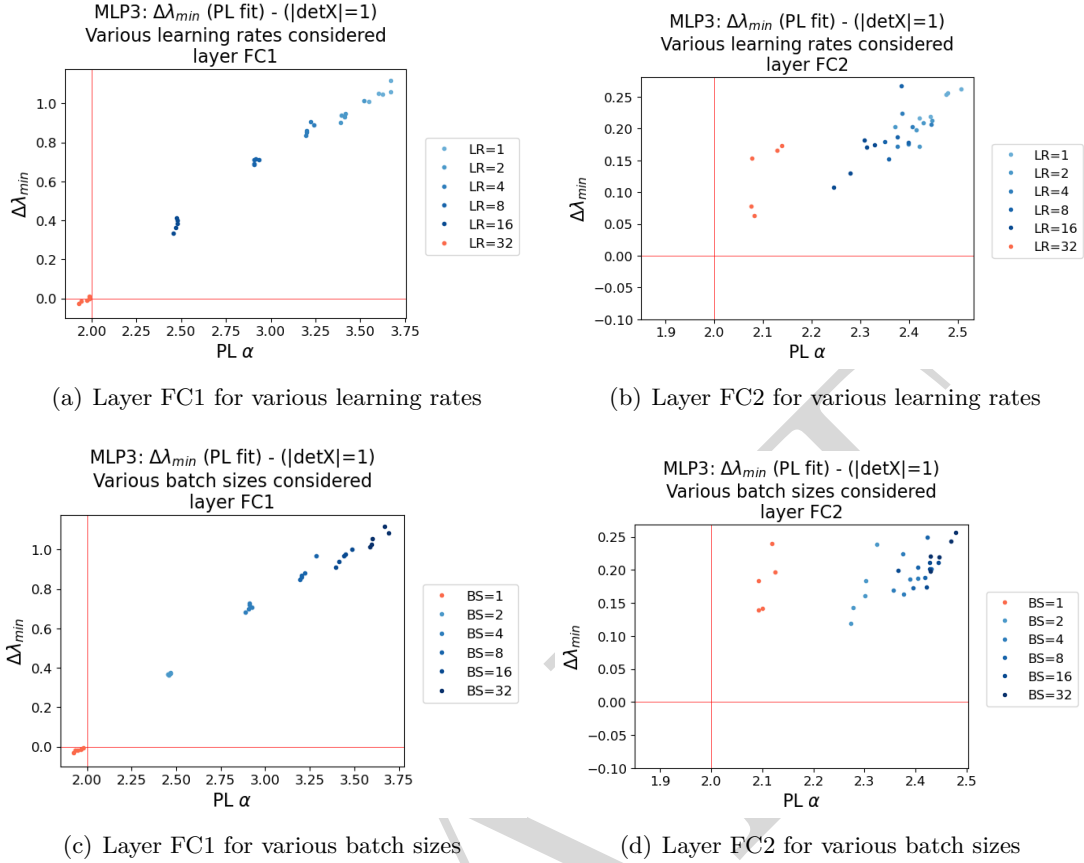 MLP3: Δλmin (PL fit) - (|detX|=1)
Various learning rates considered
layer FC1
Δλmin
1.0
0.8
0.6
0.4
0.2
0.0
2.00 2.25 2.50 2.75 3.00 3.25 3.50 3.75
PL α
LR=1
LR=2
LR=4
LR=8
LR=16
LR=32
(a) Layer FC1 for various learning rates
MLP3: Δλmin (PL fit) - (|detX|=1)
Various learning rates considered
layer FC2
Δλmin
0.25
0.20
0.15
0.10
0.05
0.00
−0.05
−0.10
1.9 2.0 2.1 2.2 2.3 2.4 2.5
PL α
LR=1
LR=2
LR=4
LR=8
LR=16
LR=32
(b) Layer FC2 for various learning rates
MLP3: Δλmin (PL fit) - (|detX|=1)
Various batch sizes considered
layer FC1
Δλmin
1.0
0.8
0.6
0.4
0.2
0.0
2.00 2.25 2.50 2.75 3.00 3.25 3.50 3.75
PL α
BS=1
BS=2
BS=4
BS=8
BS=16
BS=32
(c) Layer FC1 for various batch sizes
MLP3: Δλmin (PL fit) - (|detX|=1)
Various batch sizes considered
layer FC2
Δλmin
0.25
0.20
0.15
0.10
0.05
0.00
−0.05
−0.10
1.9 2.0 2.1 2.2 2.3 2.4 2.5
PL α
BS=1
BS=2
BS=4
BS=8
BS=16
BS=32
(d) Layer FC2 for various batch sizes